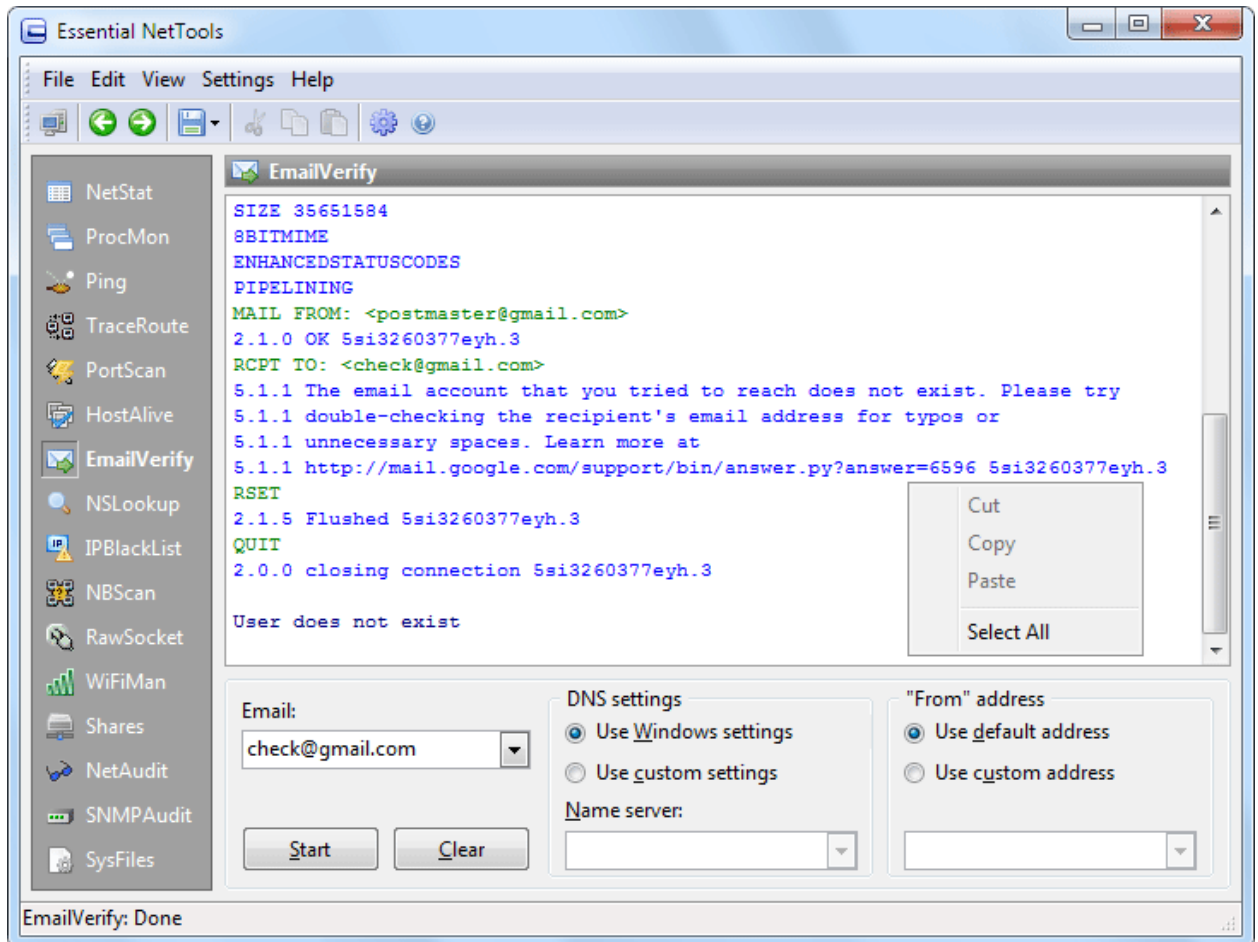 Essential NetTools
File Edit View Settings Help
NetStat
ProcMon
Ping
TraceRoute
PortScan
HostAlive
EmailVerify
NSLookup
IPBlackList
NBScan
RawSocket
WiFiMan
Shares
NetAudit
SNMPAudit
SysFiles
EmailVerify
SIZE 35651584
8BITMIME
ENHANCEDSTATUSCODES
PIPELINING
MAIL FROM: <postmaster@gmail.com>
2.1.0 OK 5si3260377eyh.3
RCPT TO: <check@gmail.com>
5.1.1 The email account that you tried to reach does not exist. Please try
5.1.1 double-checking the recipient's email address for typos or
5.1.1 unnecessary spaces. Learn more at
5.1.1 http://mail.google.com/support/bin/answer.py?answer=6596 5si3260377eyh.3
RSET
2.1.5 Flushed 5si3260377eyh.3
QUIT
2.0.0 closing connection 5si3260377eyh.3
User does not exist
Cut
Copy
Paste
Select All
Email:
check@gmail.com
Start
Clear
DNS settings
Use Windows settings
Use custom settings
Name server:
"From" address
Use default address
Use custom address
EmailVerify: Done